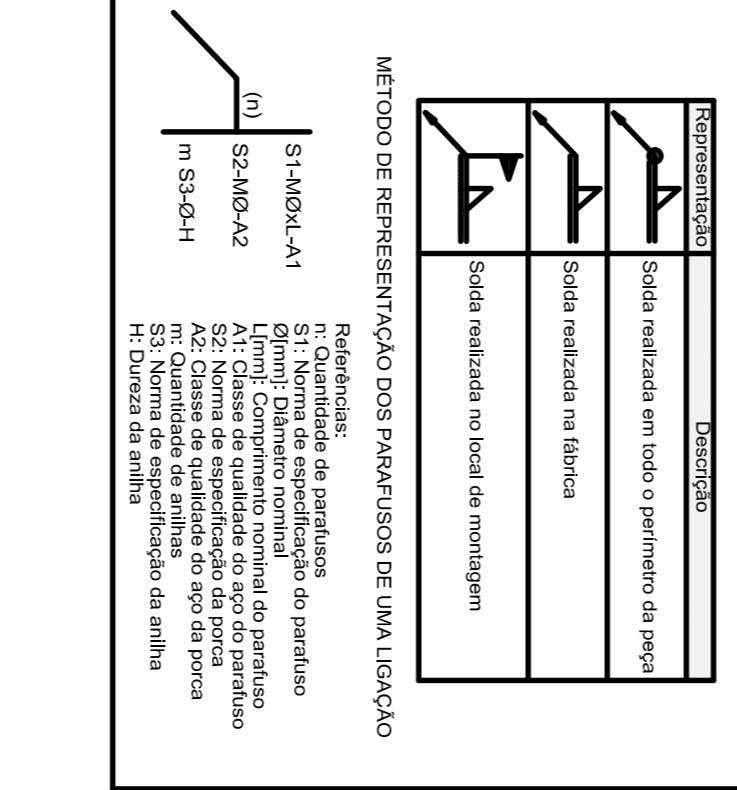 Representação Descrição
Solda realizada em todo o perímetro da peça
Solda realizada na fábrica
Solda realizada no local de montagem
MÉTODO DE REPRESENTAÇÃO DOS PARAFUSOS DE UMA LIGAÇÃO
(n)
S1-MØxL-A1
S2-MØ-A2
m S3-Ø-H
Referências:
n: Quantidade de parafusos
S1: Norma de especificação do parafuso
Ø[mm]: Diâmetro nominal
L[mm]: Comprimento nominal do parafuso
A1: Classe de qualidade do aço do parafuso
S2: Norma de especificação da porca
A2: Classe de qualidade do aço da porca
m: Quantidade de anilhas
S3: Norma de especificação da anilha
H: Dureza da anilha